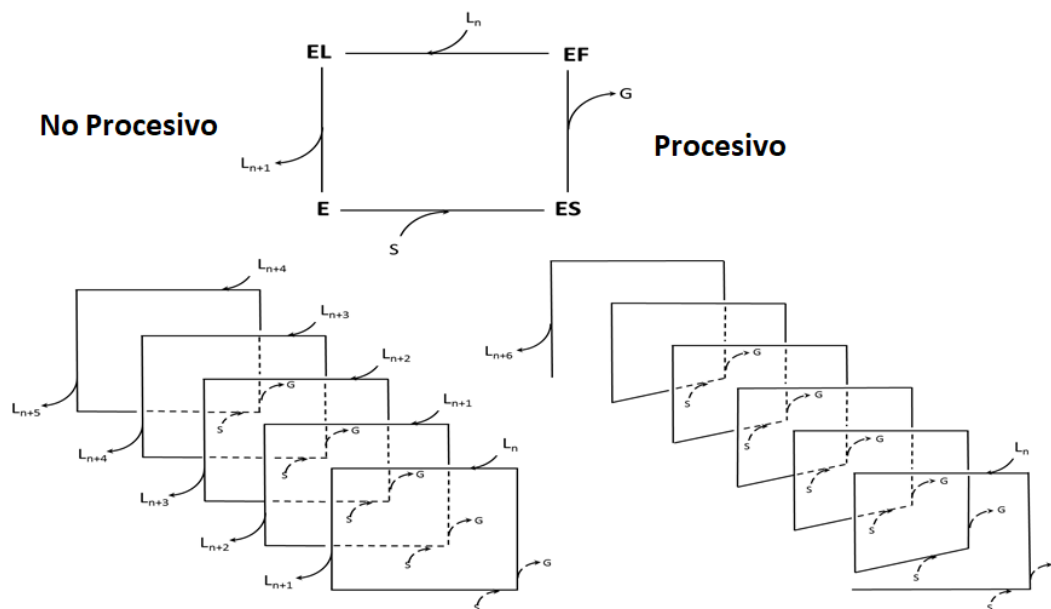 Lₙ
EL
EF
G
No Procesivo
Procesivo
Lₙ₊₁
E
ES
S
Lₙ₊₄
Lₙ₊₃
Lₙ₊₂
Lₙ₊₆
G
G
S
Lₙ₊₅
S
G
Lₙ₊₁
S
G
G
Lₙ₊₄
S
G
Lₙ₊₃
S
Lₙ
G
S
G
Lₙ
S
G
Lₙ₊₂
S
G
G
S
Lₙ₊₁
S
G
S
S